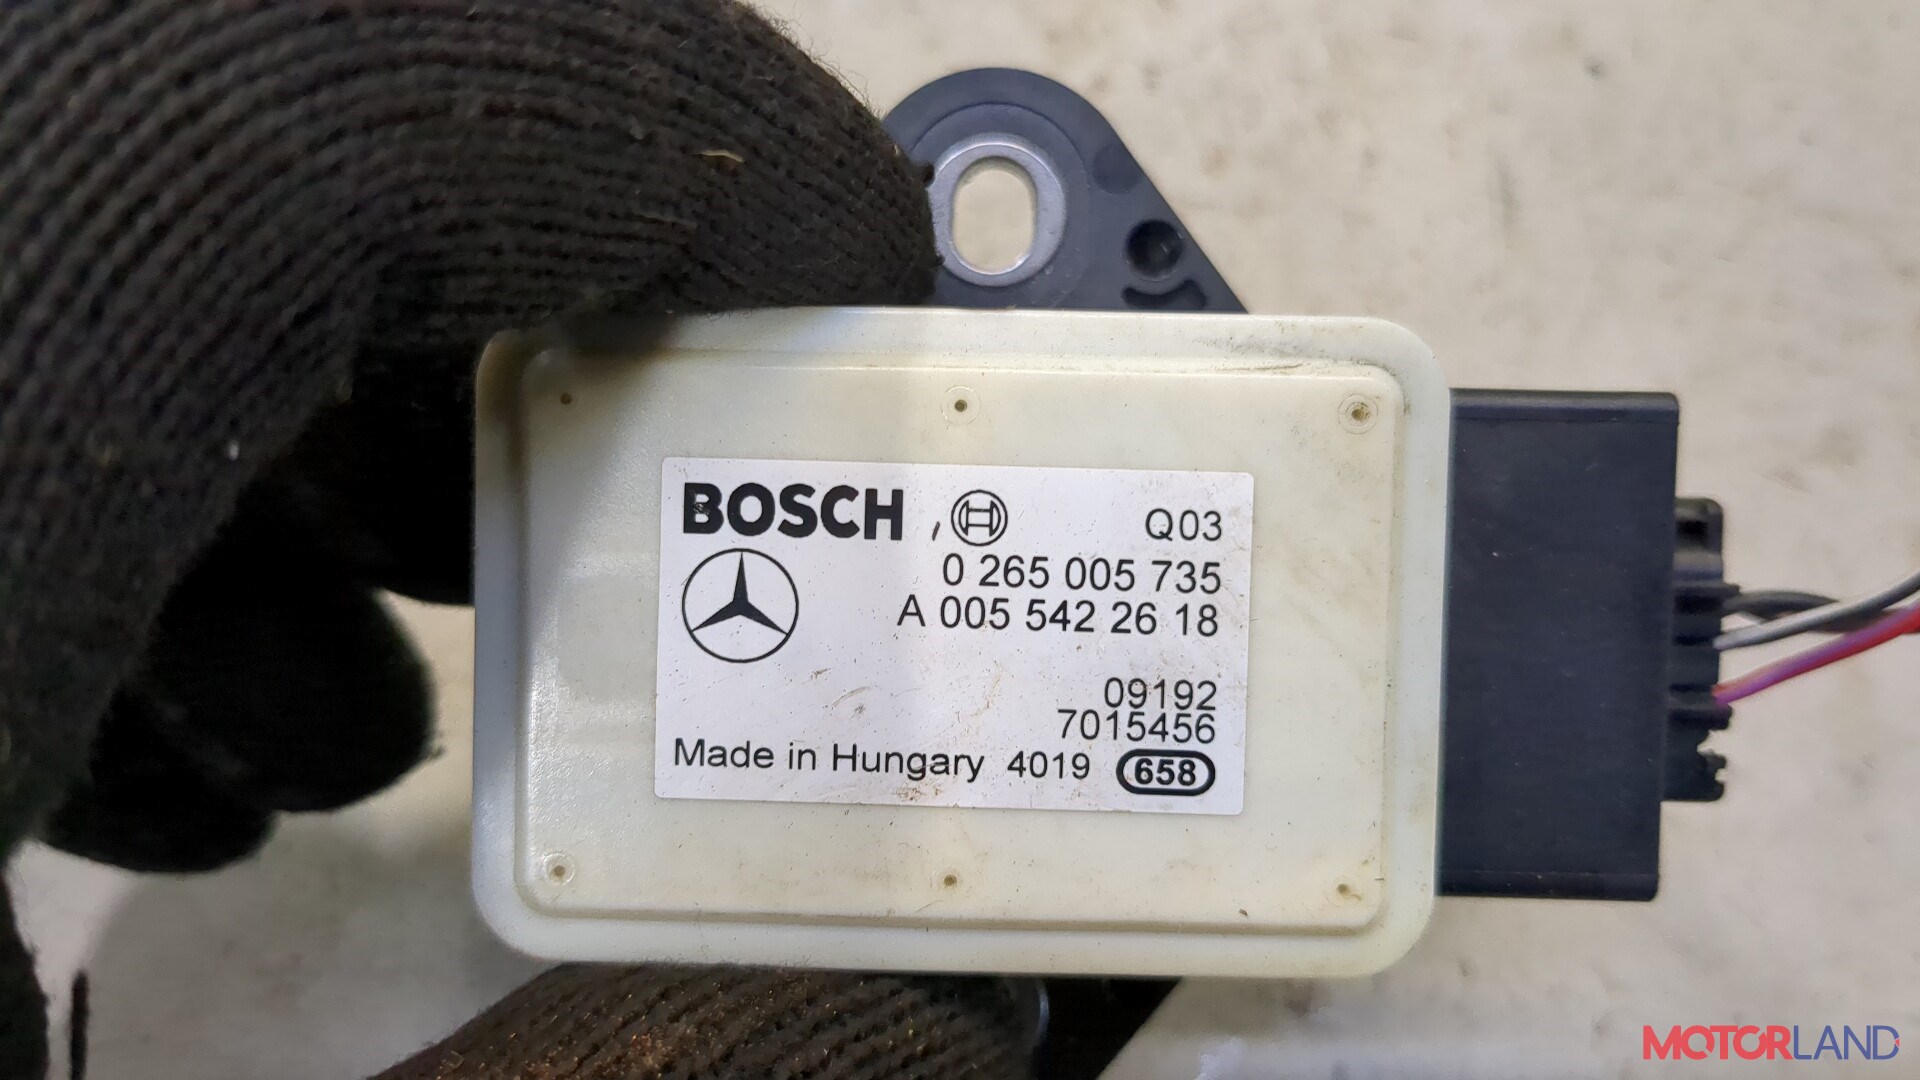 BOSCH Q03
0 265 005 735
A 005 542 26 18
09192
7015456
Made in Hungary 4019 658
MOTORLAND